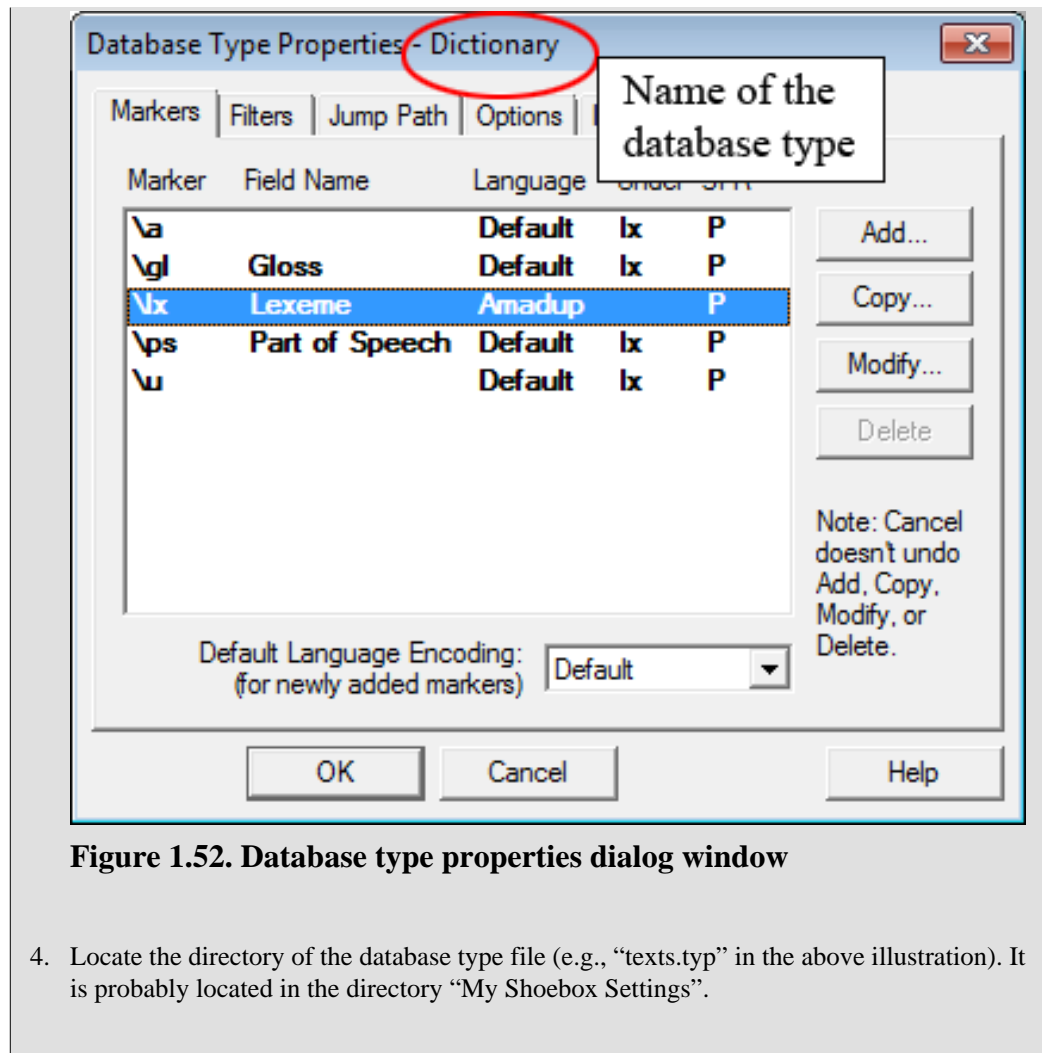 Database Type Properties - Dictionary
Name of the
database type
Markers Filters Jump Path Options
Marker Field Name Language
\a Default lx P Add...
\gl Gloss Default lx P
\lx Lexeme Amadup P Copy...
\ps Part of Speech Default lx P
\u Default lx P Modify...
Delete
Note: Cancel
doesn't undo
Add, Copy,
Modify, or
Delete.
Default Language Encoding: Default
(for newly added markers)
OK Cancel Help
Figure 1.52. Database type properties dialog window
4. Locate the directory of the database type file (e.g., “texts.typ” in the above illustration). It
is probably located in the directory “My Shoebox Settings”.